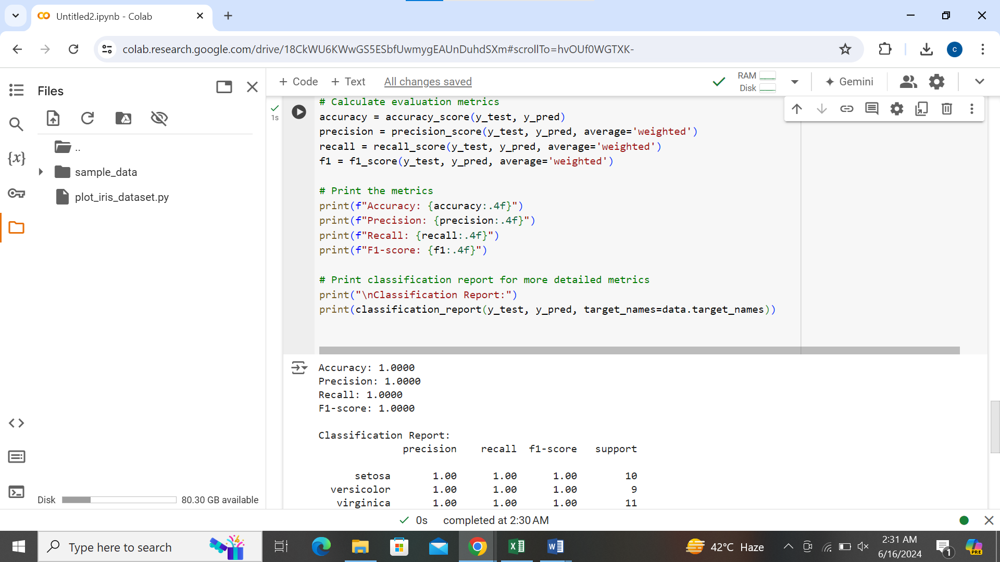 Untitled2.ipynb - Colab
colab.research.google.com/drive/18CkWU6KWwGS5ESbfUwmygEAUnDuhdSXm#scrollTo=hvOUf0WGTXK-
C
Files
+ Code + Text All changes saved
RAM
Disk
Gemini
..
sample_data
plot_iris_dataset.py
{x}
1s
# Calculate evaluation metrics
accuracy = accuracy_score(y_test, y_pred)
precision = precision_score(y_test, y_pred, average='weighted')
recall = recall_score(y_test, y_pred, average='weighted')
f1 = f1_score(y_test, y_pred, average='weighted')
# Print the metrics
print(f"Accuracy: {accuracy:.4f}")
print(f"Precision: {precision:.4f}")
print(f"Recall: {recall:.4f}")
print(f"F1-score: {f1:.4f}")
# Print classification report for more detailed metrics
print("\nClassification Report:")
print(classification_report(y_test, y_pred, target_names=data.target_names))
Accuracy: 1.0000
Precision: 1.0000
Recall: 1.0000
F1-score: 1.0000
Classification Report:
precision recall f1-score support
setosa 1.00 1.00 1.00 10
versicolor 1.00 1.00 1.00 9
virginica 1.00 1.00 1.00 11
Disk 80.30 GB available
0s completed at 2:30 AM
Type here to search
42°C Haze
2:31 AM
6/16/2024
1
PRE